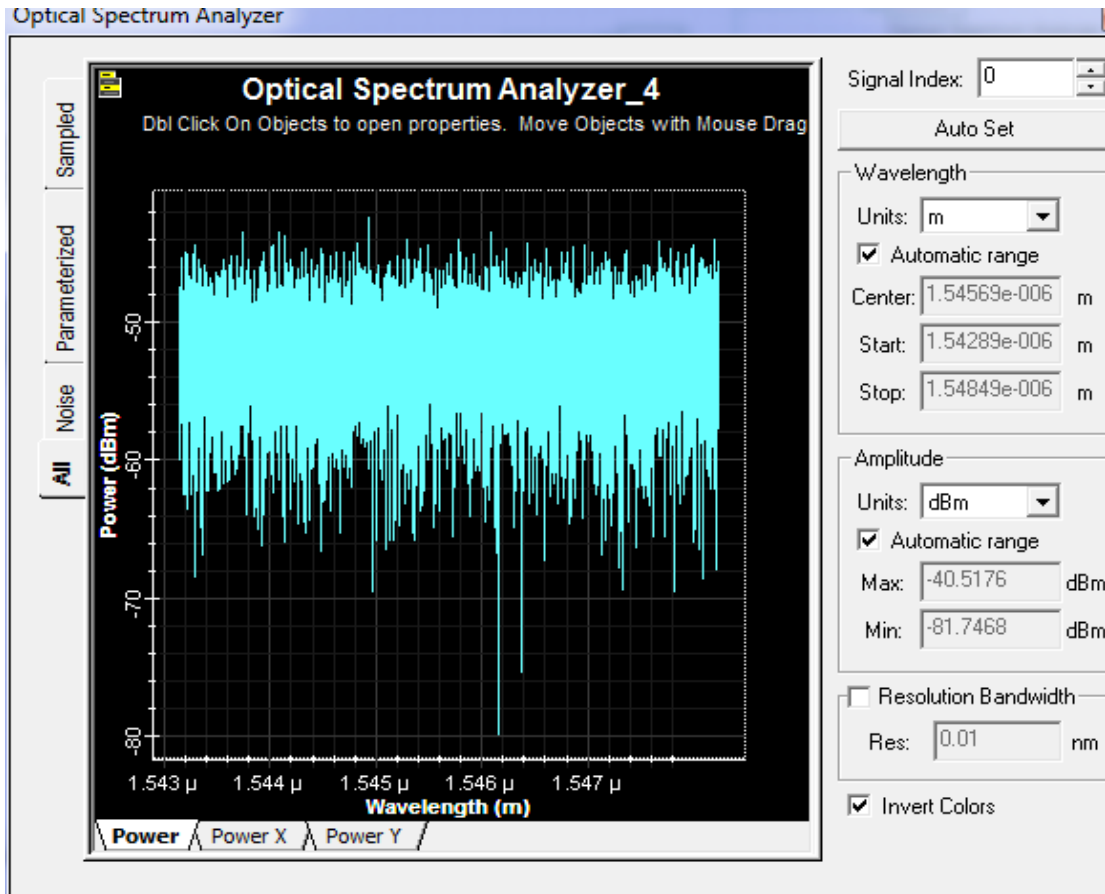 Optical Spectrum Analyzer
Sampled
Parameterized
Noise
All
Optical Spectrum Analyzer_4
Dbl Click On Objects to open properties. Move Objects with Mouse Drag
Power (dBm)
-50
-60
-70
-80
1.543 µ 1.544 µ 1.545 µ 1.546 µ 1.547 µ
Wavelength (m)
Power Power X Power Y
Signal Index: 0
Auto Set
Wavelength
Units: m
Automatic range
Center: 1.54569e-006 m
Start: 1.54289e-006 m
Stop: 1.54849e-006 m
Amplitude
Units: dBm
Automatic range
Max: -40.5176 dBm
Min: -81.7468 dBm
Resolution Bandwidth
Res: 0.01 nm
Invert Colors